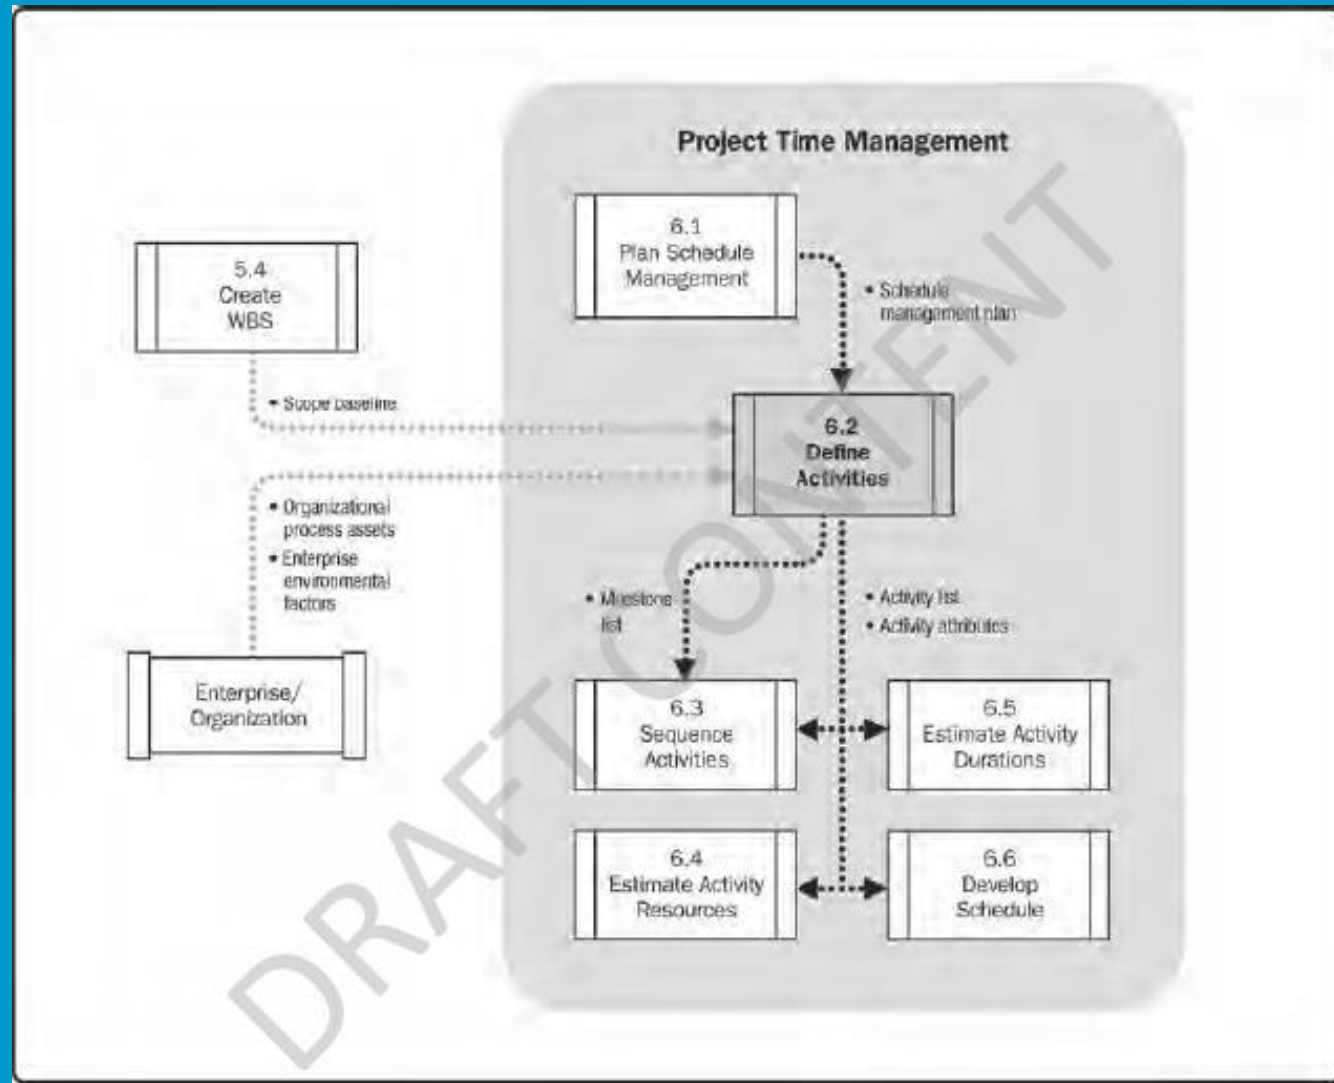 Project Time Management
6.1
Plan Schedule
Management
5.4
Create
WBS
• Schedule
management plan
• Scope baseline
6.2
Define
Activities
• Organizational
process assets
• Enterprise
environmental
factors
• Milestone
list
• Activity list
• Activity attributes
Enterprise/
Organization
6.3
Sequence
Activities
6.5
Estimate Activity
Durations
6.4
Estimate Activity
Resources
6.6
Develop
Schedule
DRAFT CONTENT